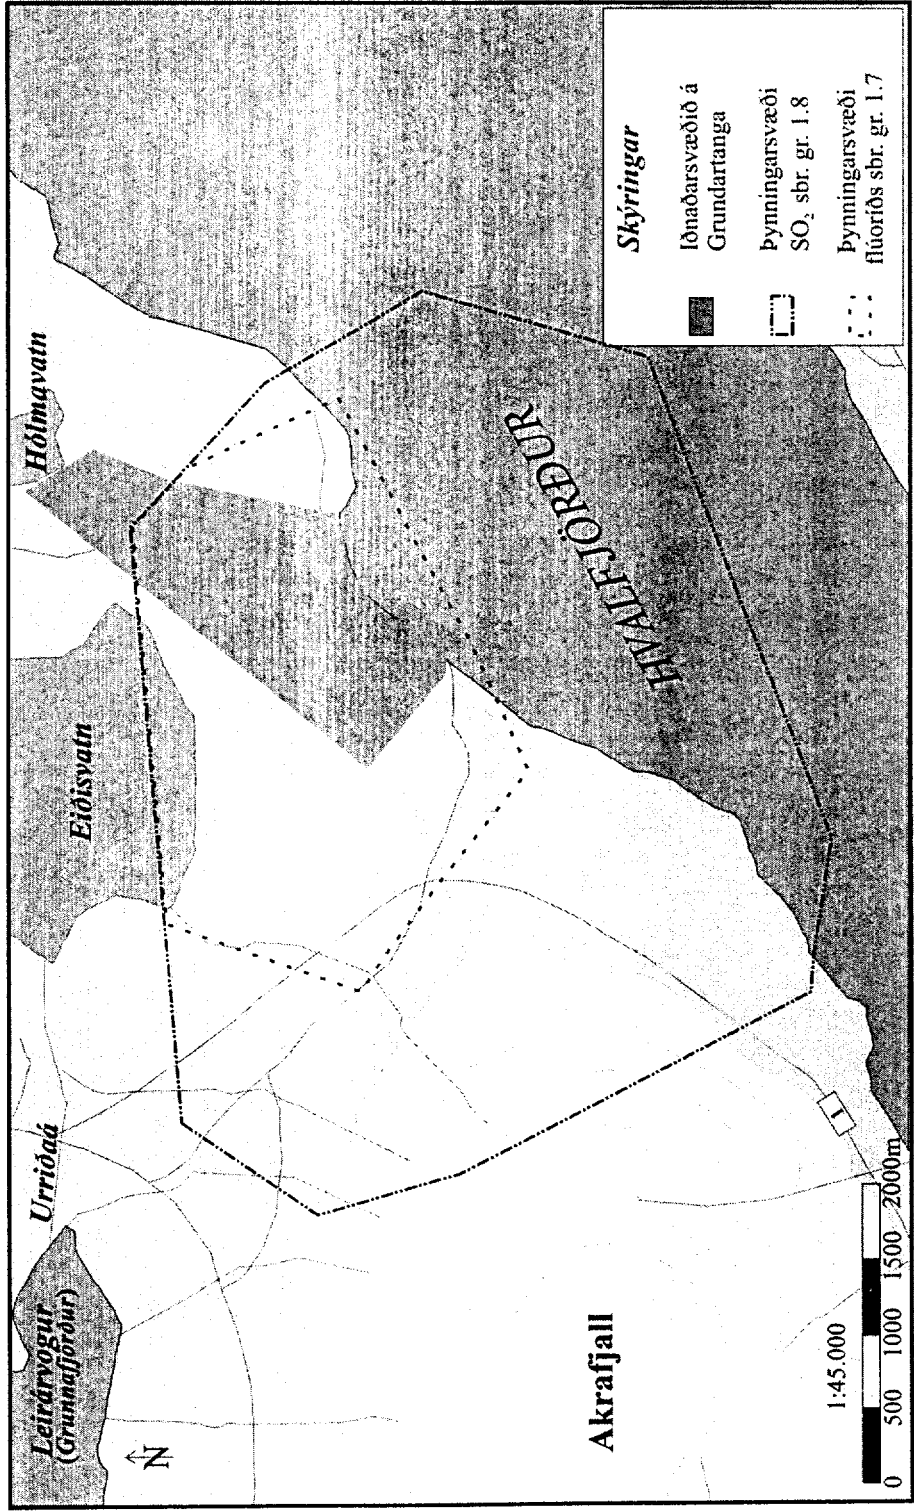 Leirárvogur
(Grunnafjörður)
Urriðaá
Eiðisvatn
Hólmavatn
N
HVALFJÖRÐUR
Akrafjall
1
1:45.000
0 500 1000 1500 2000m
Skýringar
Iðnaðarsvæðið á
Grundartanga
Þynningarsvæði
SO₂ sbr. gr. 1.8
Þynningarsvæði
flúoríðs sbr. gr. 1.7